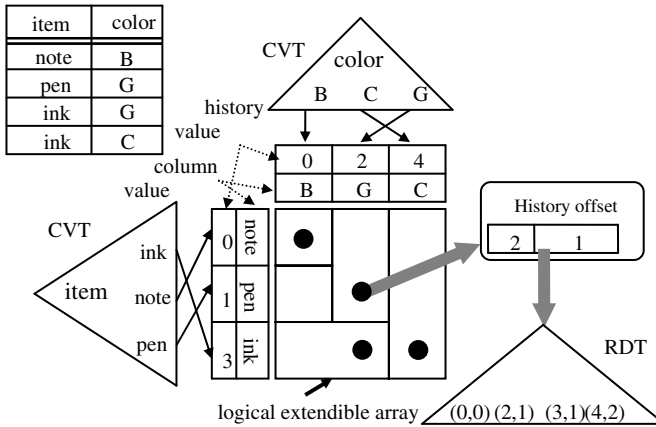 item color
note B
pen G
ink G
ink C
CVT
color
B C G
history
value
0 2 4
B G C
column
value
CVT
item
ink
note
pen
0 note
1 pen
3 ink
History offset
2 1
RDT
(0,0) (2,1) (3,1)(4,2)
logical extendible array